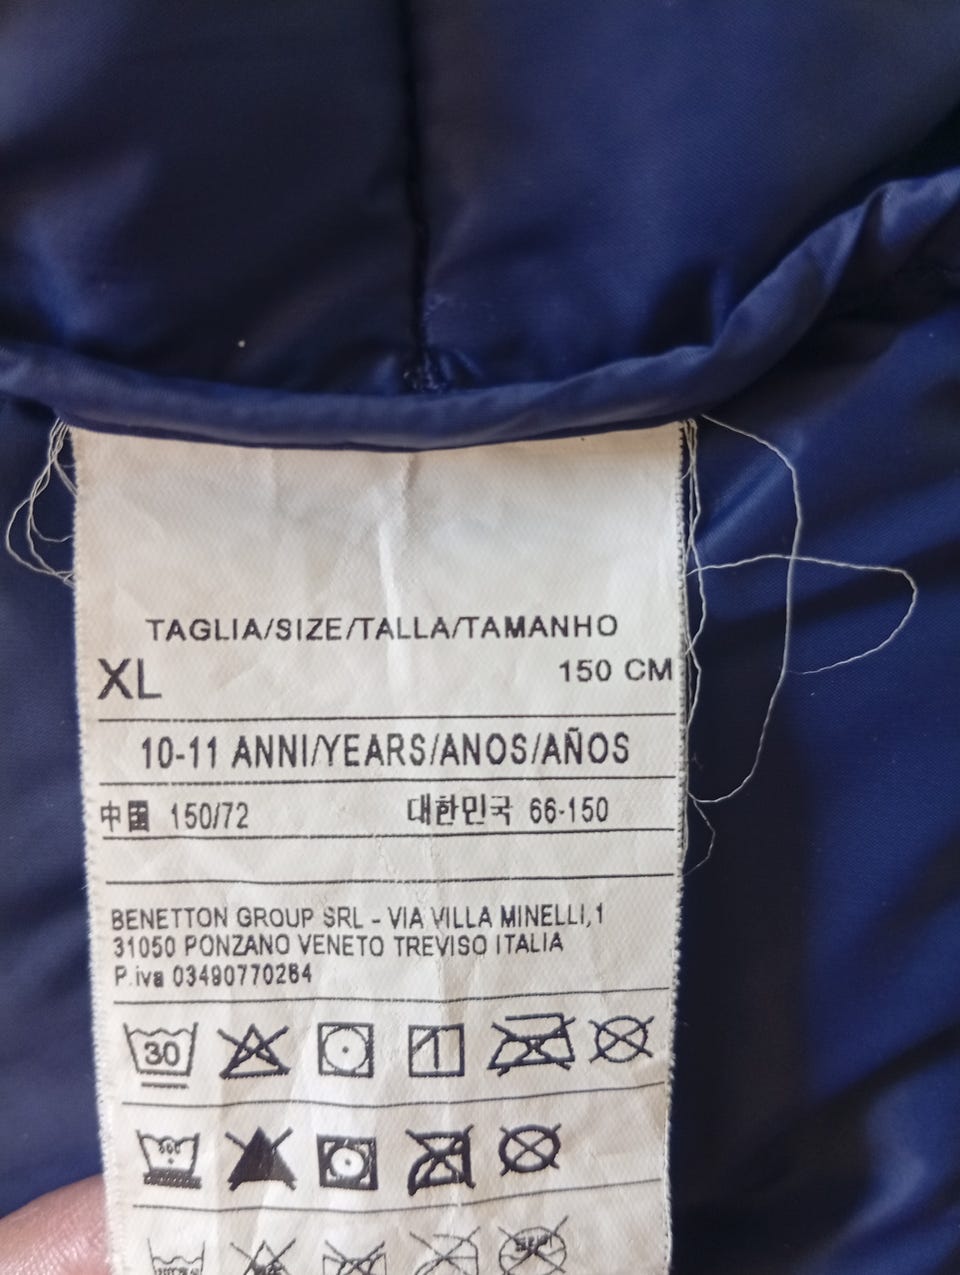 TAGLIA/SIZE/TALLA/TAMANHO
XL 150 CM
10-11 ANNI/YEARS/ANOS/AÑOS
中国 150/72 대한민국 66-150
BENETTON GROUP SRL - VIA VILLA MINELLI,1
31050 PONZANO VENETO TREVISO ITALIA
P.iva 03490770264
30